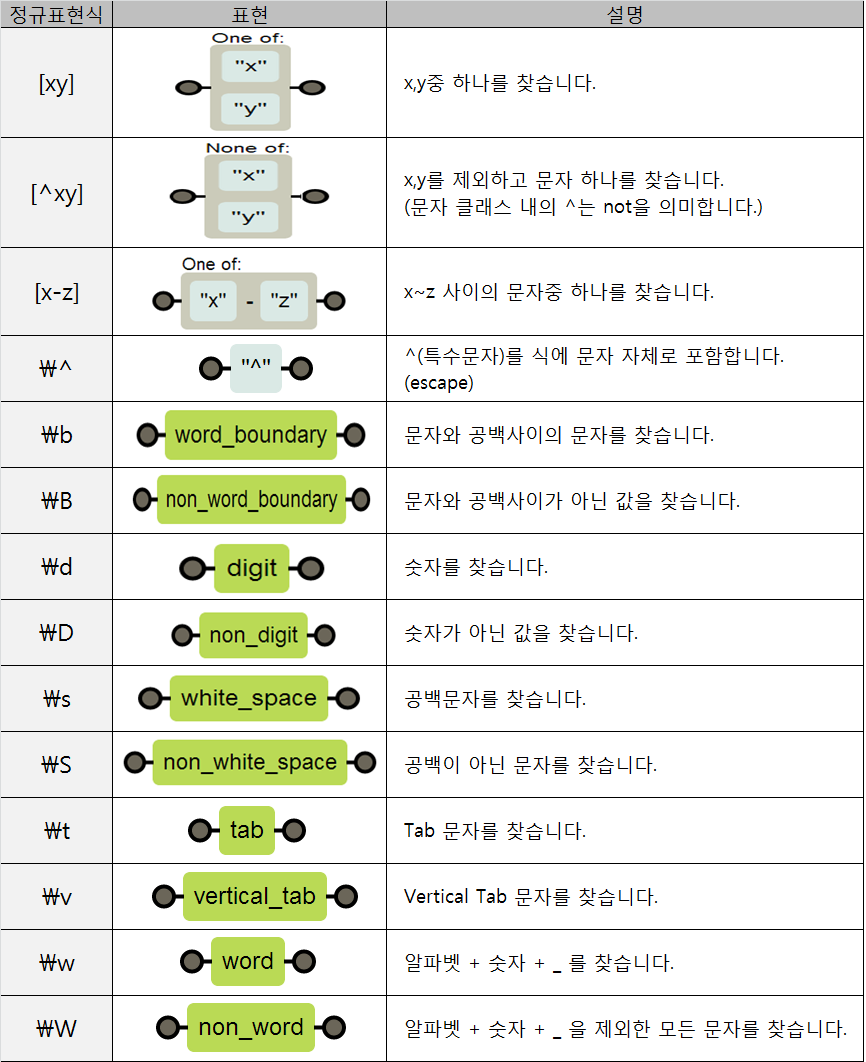 정규표현식 표현 설명
[xy]
One of:
"x"
"y"
x,y중 하나를 찾습니다.
[^xy]
None of:
"x"
"y"
x,y를 제외하고 문자 하나를 찾습니다.
(문자 클래스 내의 ^는 not을 의미합니다.)
[x-z]
One of:
"x" - "z"
x~z 사이의 문자중 하나를 찾습니다.
₩^
"^"
^(특수문자)를 식에 문자 자체로 포함합니다.
(escape)
₩b word_boundary 문자와 공백사이의 문자를 찾습니다.
₩B non_word_boundary 문자와 공백사이가 아닌 값을 찾습니다.
₩d digit 숫자를 찾습니다.
₩D non_digit 숫자가 아닌 값을 찾습니다.
₩s white_space 공백문자를 찾습니다.
₩S non_white_space 공백이 아닌 문자를 찾습니다.
₩t tab Tab 문자를 찾습니다.
₩v vertical_tab Vertical Tab 문자를 찾습니다.
₩w word 알파벳 + 숫자 + _ 를 찾습니다.
₩W non_word 알파벳 + 숫자 + _ 을 제외한 모든 문자를 찾습니다.